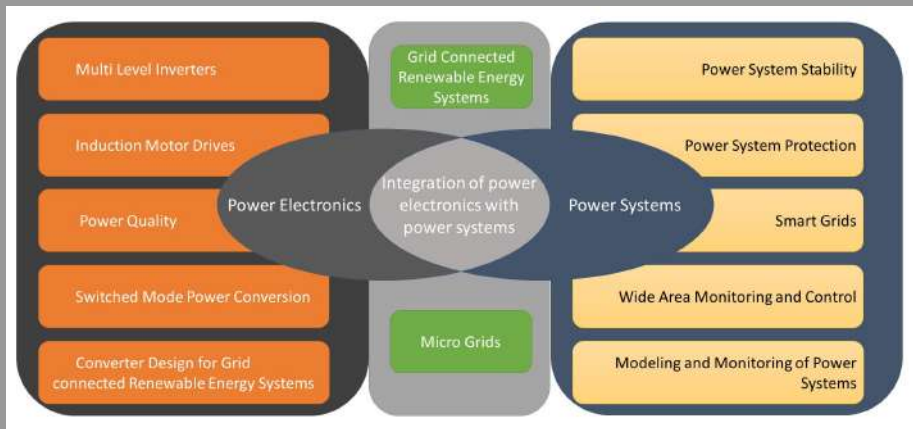 Multi Level Inverters
Induction Motor Drives
Power Quality
Switched Mode Power Conversion
Converter Design for Grid
connected Renewable Energy Systems
Power Electronics
Grid Connected
Renewable Energy
Systems
Integration of power
electronics with
power systems
Micro Grids
Power Systems
Power System Stability
Power System Protection
Smart Grids
Wide Area Monitoring and Control
Modeling and Monitoring of Power
Systems